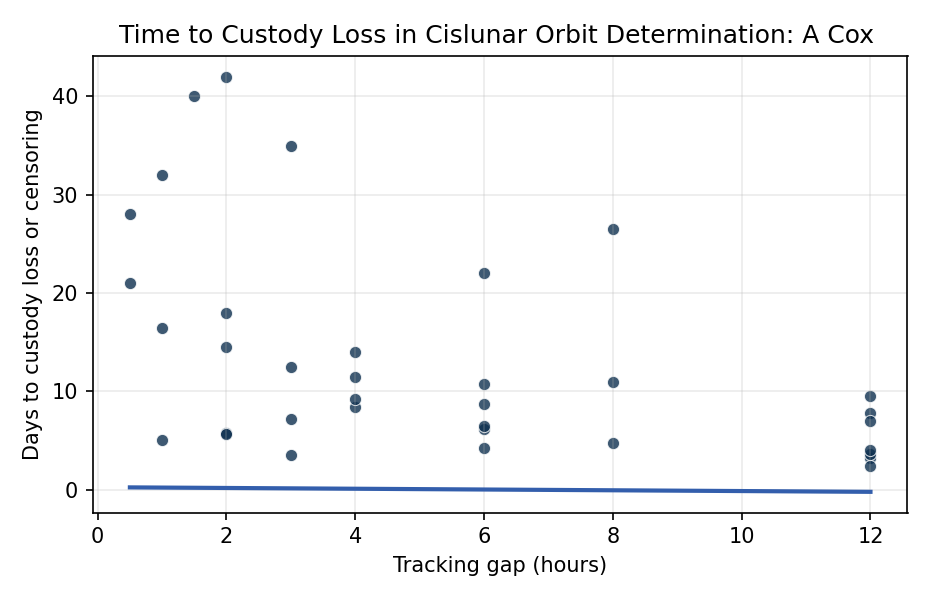 Time to Custody Loss in Cislunar Orbit Determination: A Cox
Days to custody loss or censoring
40
30
20
10
0
0 2 4 6 8 10 12
Tracking gap (hours)